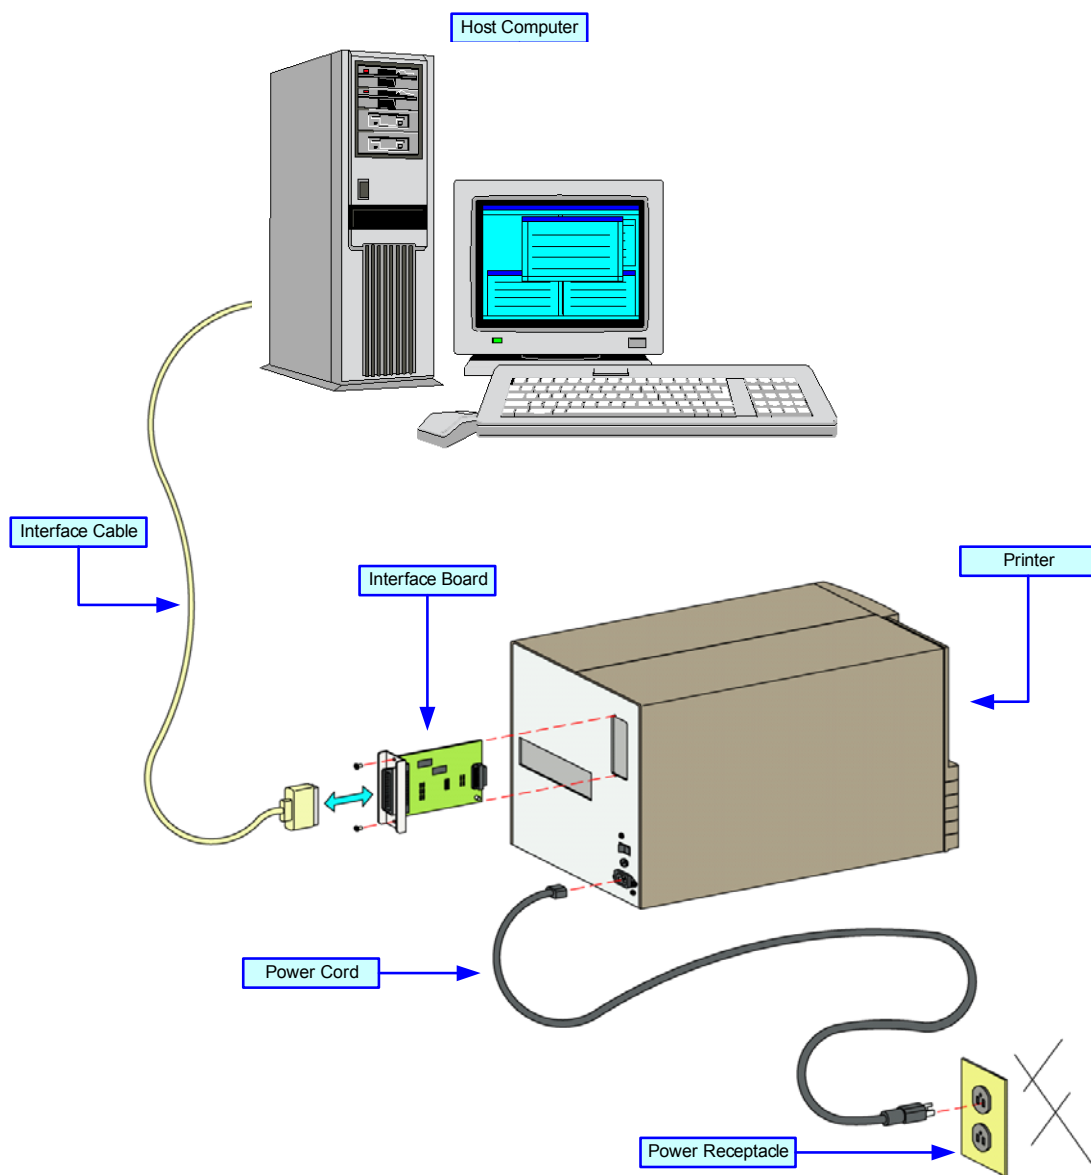 Host Computer
Interface Cable
Interface Board
Printer
Power Cord
Power Receptacle